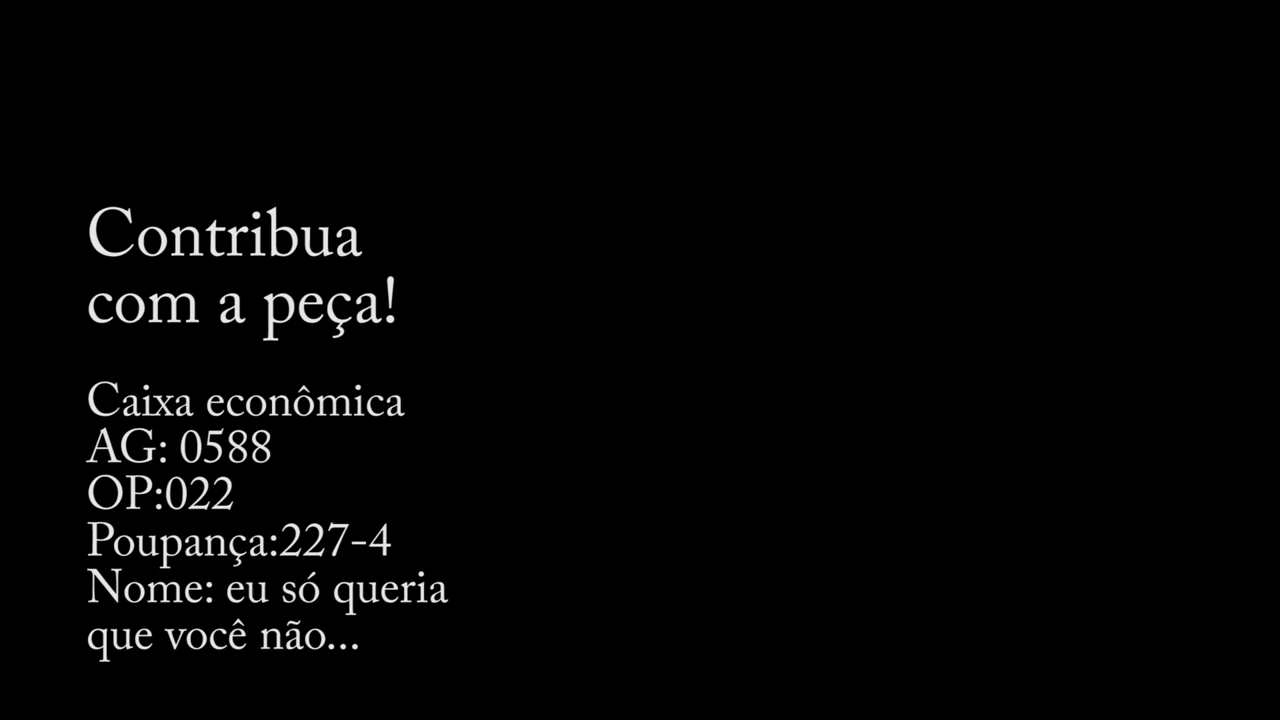 Contribua
com a peça!
Caixa econômica
AG: 0588
OP:022
Poupança:227-4
Nome: eu só queria
que você não...